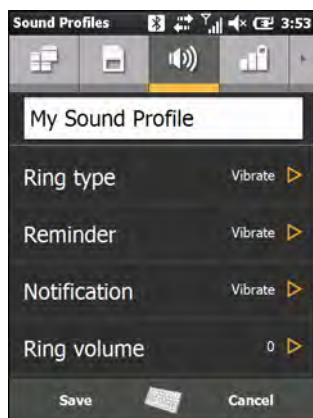 Sound Profiles 3:53
My Sound Profile
Ring type Vibrate
Reminder Vibrate
Notification Vibrate
Ring volume 0
Save Cancel